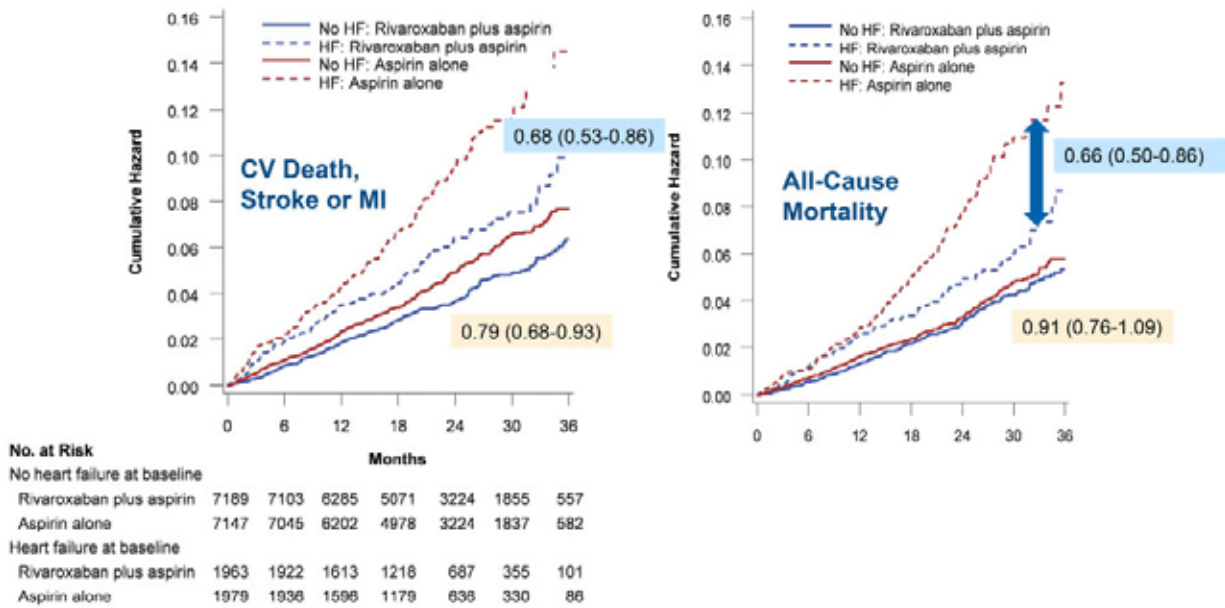 0.16
0.14
0.12
0.10
0.08
0.06
0.04
0.02
0.00
Cumulative Hazard
No HF: Rivaroxaban plus aspirin
HF: Rivaroxaban plus aspirin
No HF: Aspirin alone
HF: Aspirin alone
CV Death,
Stroke or MI
0.68 (0.53-0.86)
0.79 (0.68-0.93)
0 6 12 18 24 30 36
Months
0.16
0.14
0.12
0.10
0.08
0.06
0.04
0.02
0.00
Cumulative Hazard
No HF: Rivaroxaban plus aspirin
HF: Rivaroxaban plus aspirin
No HF: Aspirin alone
HF: Aspirin alone
All-Cause
Mortality
0.66 (0.50-0.86)
0.91 (0.76-1.09)
0 6 12 18 24 30 36
No. at Risk
No heart failure at baseline
Rivaroxaban plus aspirin 7189 7103 6285 5071 3224 1855 557
Aspirin alone 7147 7045 6202 4978 3224 1837 582
Heart failure at baseline
Rivaroxaban plus aspirin 1963 1922 1613 1218 687 355 101
Aspirin alone 1979 1936 1596 1179 636 330 86